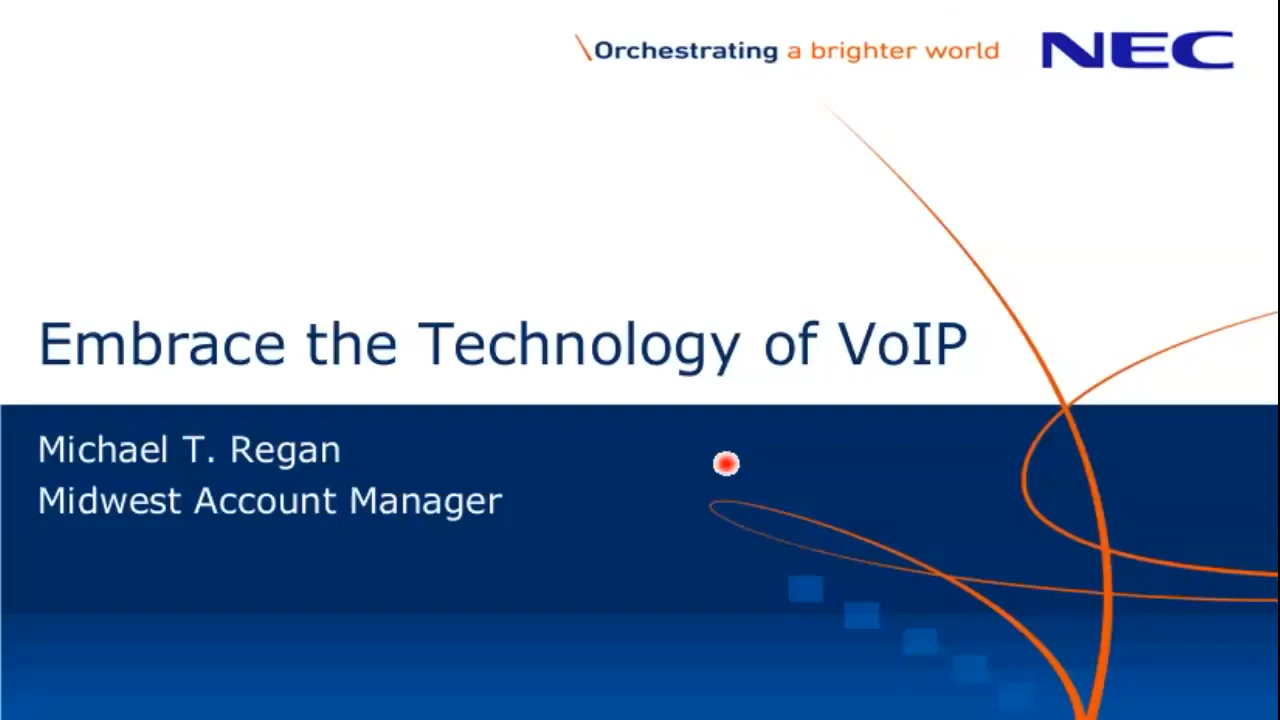 \Orchestrating a brighter world
NEC
Embrace the Technology of VoIP
Michael T. Regan
Midwest Account Manager